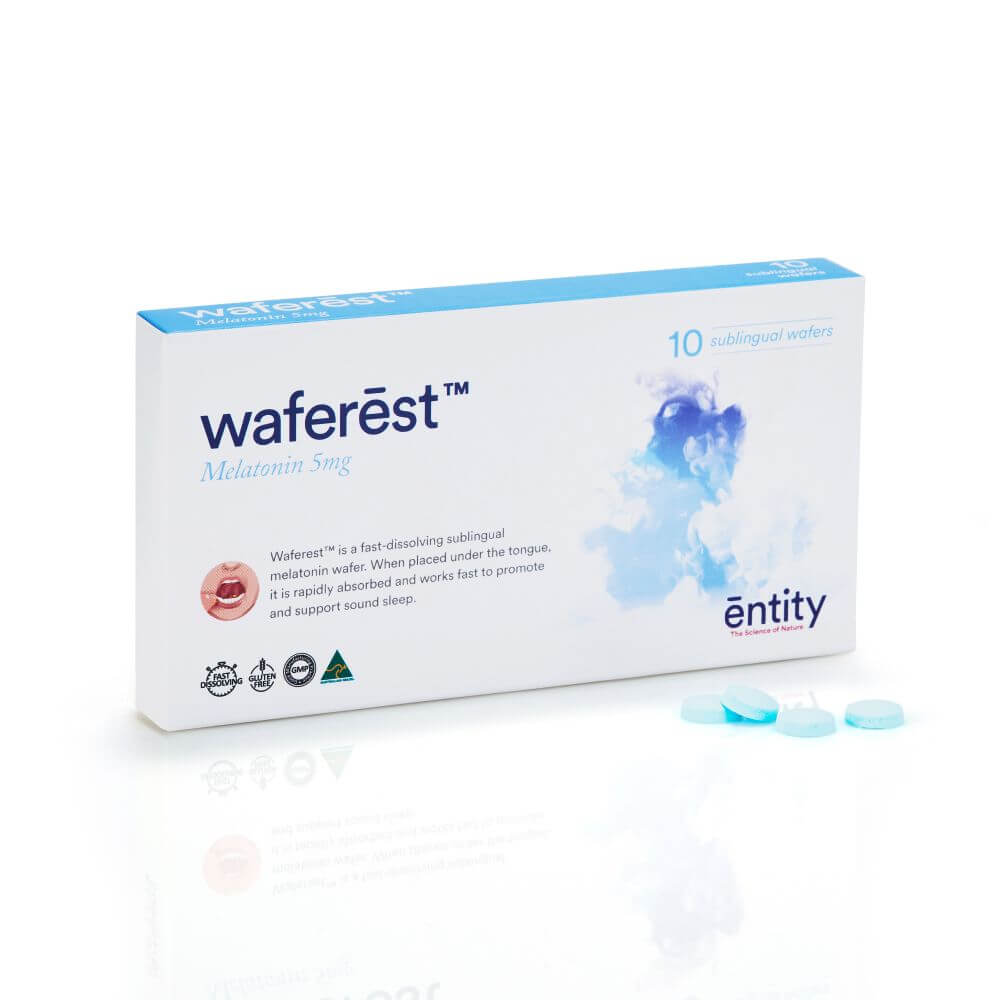 waferēst™
Melatonin 5mg
10
sublingual
wafers
10 sublingual wafers
waferēst™
Melatonin 5mg
Waferest™ is a fast-dissolving sublingual
melatonin wafer. When placed under the tongue,
it is rapidly absorbed and works fast to promote
and support sound sleep.
ēntity
The Science of Nature
FAST
DISSOLVING
GLUTEN
FREE
GMP